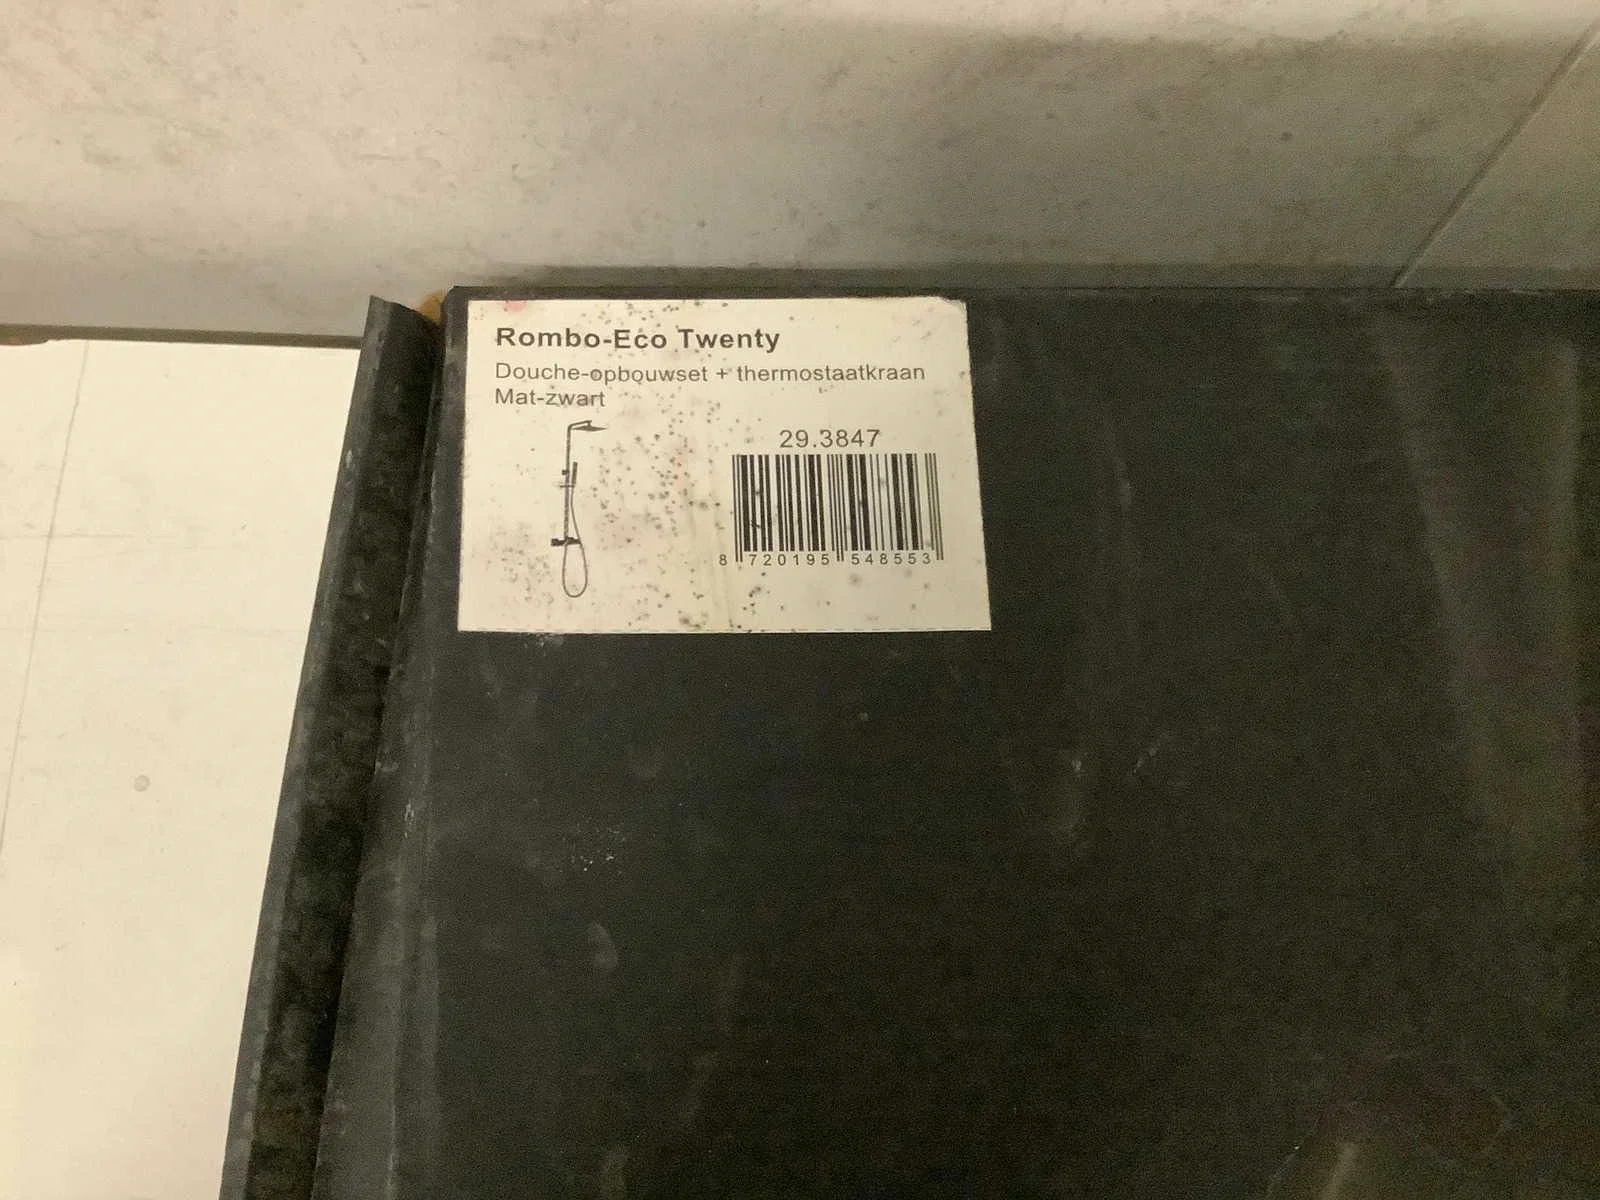 Rombo-Eco Twenty
Douche-opbouwset + thermostaatkraan
Mat-zwart
29.3847
8 720195 548553